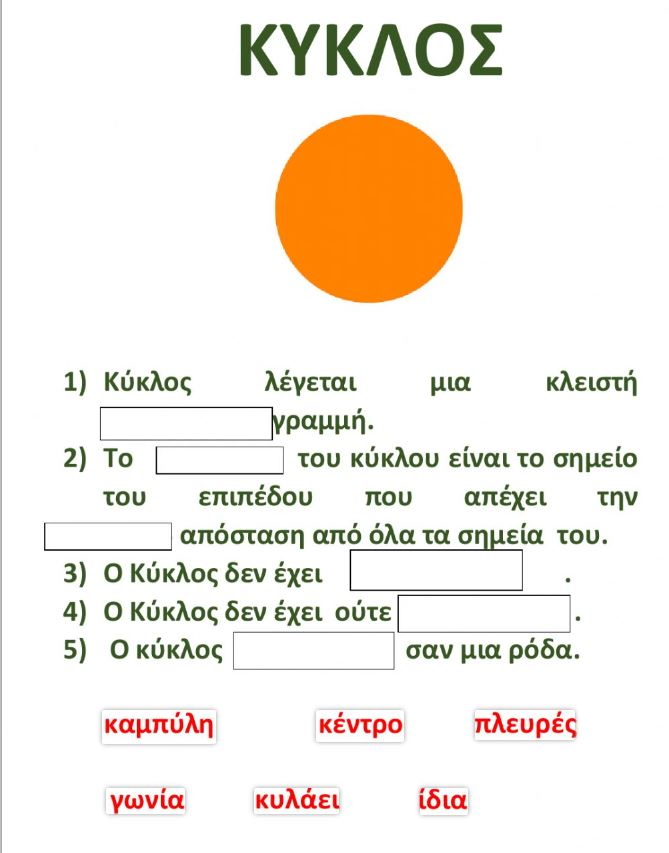 ΚΥΚΛΟΣ
1) Κύκλος λέγεται μια κλειστή
γραμμή.
2) Το του κύκλου είναι το σημείο
του επιπέδου που απέχει την
απόσταση από όλα τα σημεία του.
3) Ο Κύκλος δεν έχει .
4) Ο Κύκλος δεν έχει ούτε .
5) Ο κύκλος σαν μια ρόδα.
καμπύλη κέντρο πλευρές
γωνία κυλάει ίδια